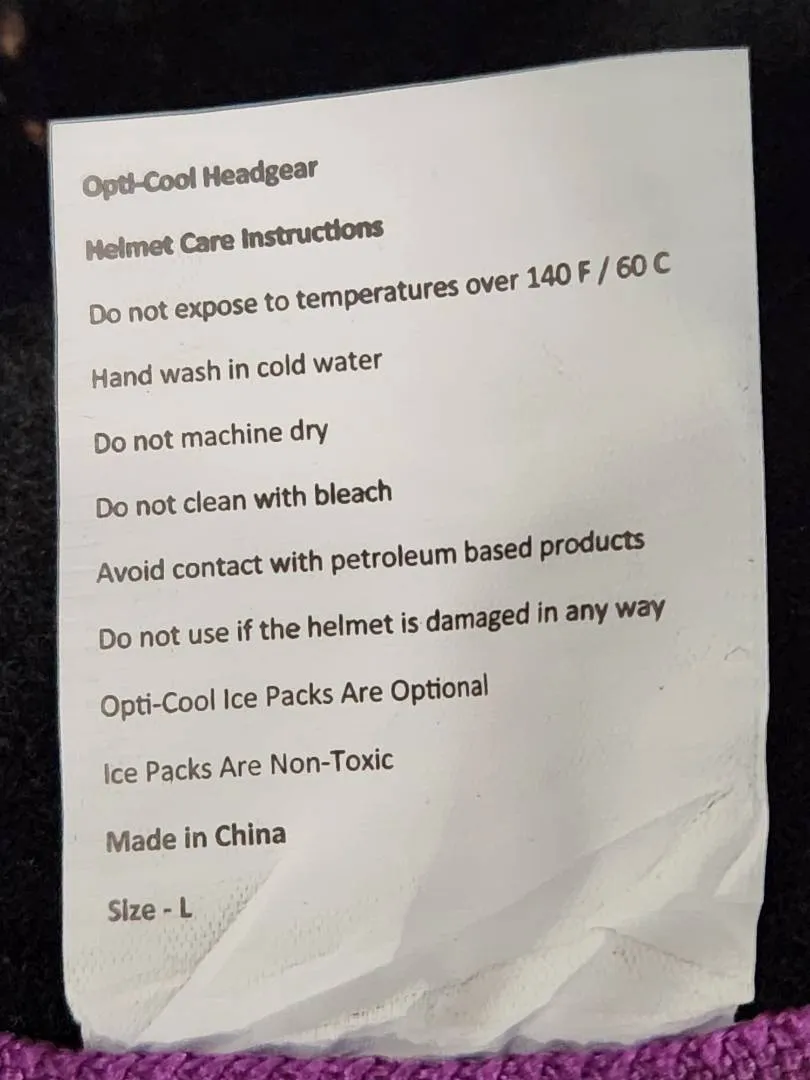 Opti-Cool Headgear
Helmet Care Instructions
Do not expose to temperatures over 140 F / 60 C
Hand wash in cold water
Do not machine dry
Do not clean with bleach
Avoid contact with petroleum based products
Do not use if the helmet is damaged in any way
Opti-Cool Ice Packs Are Optional
Ice Packs Are Non-Toxic
Made in China
Size - L